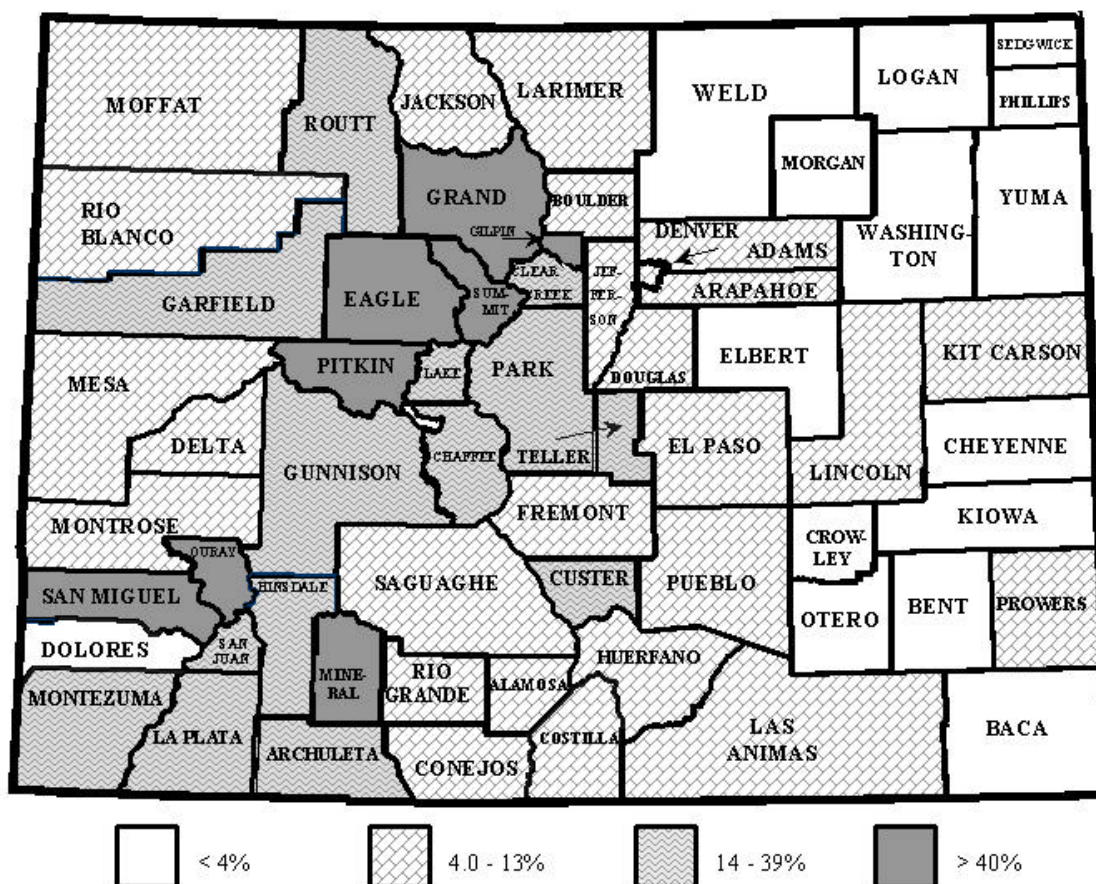 SEDGWICK
LOGAN
LARIMER
WELD
MOFFAT
JACKSON
PHILLIPS
ROUTT
MORGAN
GRAND
YUMA
BOULDER
RIO
BLANCO
GILPIN
DENVER
WASHING-
TON
ADAMS
CLEAR
CREEK
JEF-
FER-
SON
ARAPAHOE
GARFIELD
EAGLE
SUM-
MIT
ELBERT
KIT CARSON
PITKIN
LAKE
PARK
DOUGLAS
MESA
DELTA
CHEYENNE
GUNNISON
CHAFFEE
TELLER
EL PASO
LINCOLN
MONTROSE
FREMONT
KIOWA
CROW-
LEY
OURAY
SAGUAGHE
CUSTER
PUEBLO
HINSDALE
SAN MIGUEL
OTERO
BENT
PROWERS
DOLORES
SAN
JUAN
HUERFANO
MINE-
RAL
RIO
GRANDE
ALAMOSA
MONTEZUMA
LA PLATA
ARCHULETA
CONEJOS
COSTILLA
LAS
ANIMAS
BACA
< 4%
4.0 - 13%
14 - 39%
> 40%